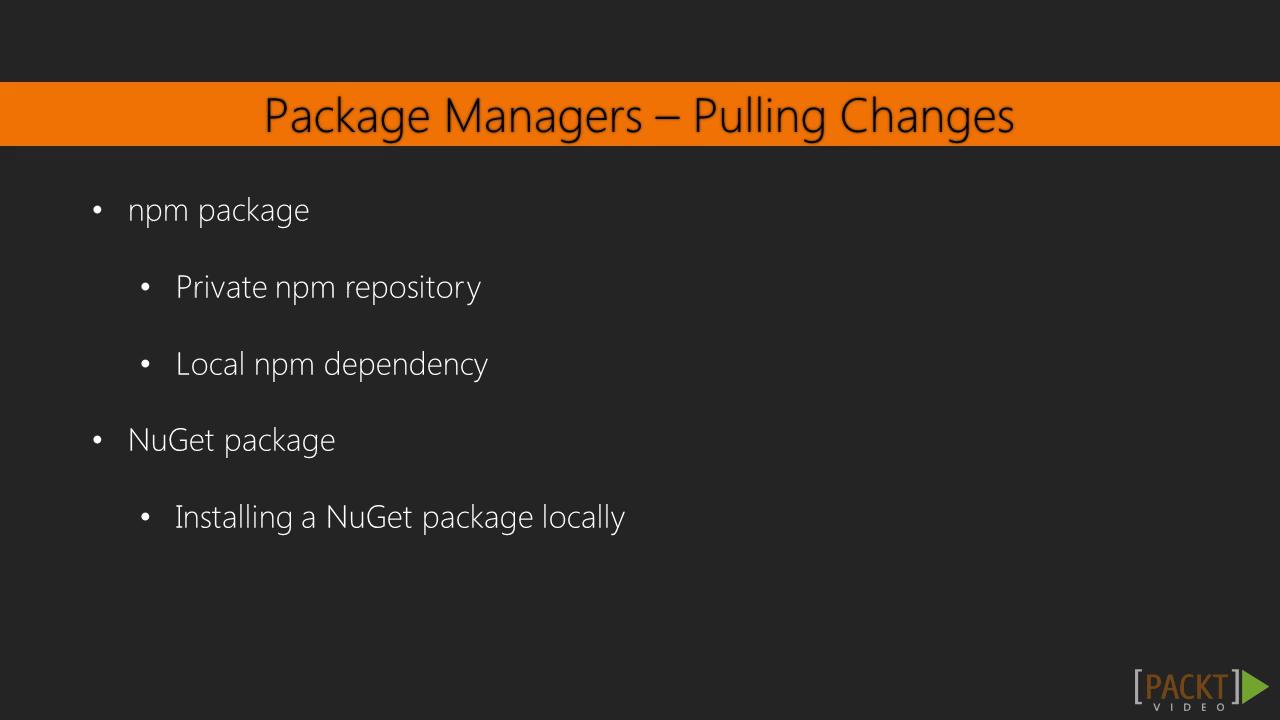 Package Managers – Pulling Changes
• npm package
• Private npm repository
• Local npm dependency
• NuGet package
• Installing a NuGet package locally
[PACKT]
VIDEO